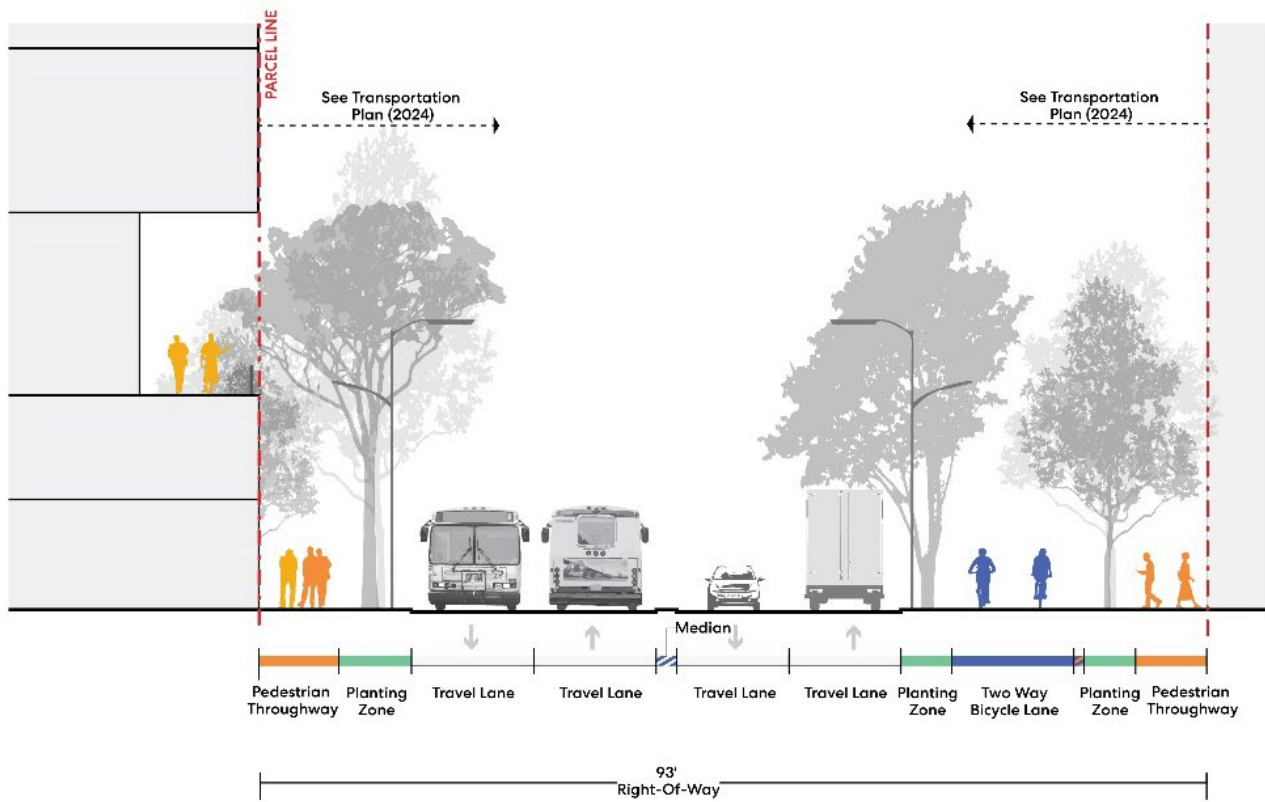 PARCEL LINE
See Transportation
Plan (2024)
See Transportation
Plan (2024)
Median
Pedestrian
Throughway
Planting
Zone
Travel Lane
Travel Lane
Travel Lane
Travel Lane
Planting
Zone
Two Way
Bicycle Lane
Planting
Zone
Pedestrian
Throughway
93'
Right-Of-Way